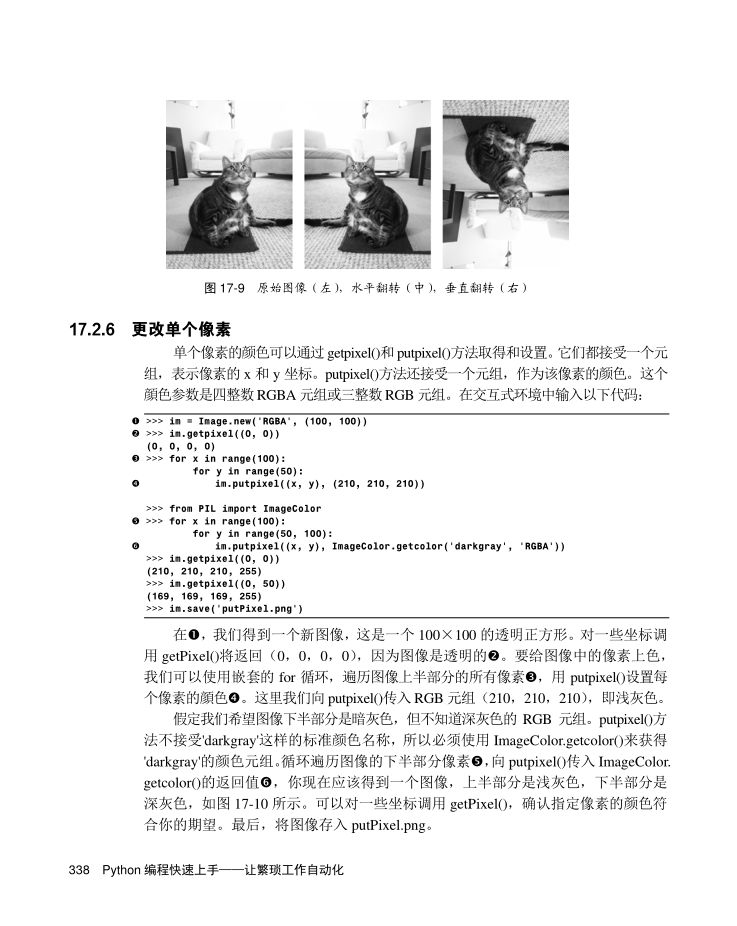 图 17-9 原始图像（左），水平翻转（中），垂直翻转（右）
17.2.6 更改单个像素
单个像素的颜色可以通过 getpixel()和 putpixel()方法取得和设置。它们都接受一个元
组，表示像素的 x 和 y 坐标。putpixel()方法还接受一个元组，作为该像素的颜色。这个
顔色参数是四整数 RGBA 元组或三整数 RGB 元组。在交互式环境中输入以下代码：
❶ >>> im = Image.new('RGBA', (100, 100))
❷ >>> im.getpixel((0, 0))
(0, 0, 0, 0)
❸ >>> for x in range(100):
for y in range(50):
❹ im.putpixel((x, y), (210, 210, 210))
>>> from PIL import ImageColor
❺ >>> for x in range(100):
for y in range(50, 100):
❻ im.putpixel((x, y), ImageColor.getcolor('darkgray', 'RGBA'))
>>> im.getpixel((0, 0))
(210, 210, 210, 255)
>>> im.getpixel((0, 50))
(169, 169, 169, 255)
>>> im.save('putPixel.png')
在❶，我们得到一个新图像，这是一个 100×100 的透明正方形。对一些坐标调
用 getPixel()将返回（0，0，0，0），因为图像是透明的❷。要给图像中的像素上色，
我们可以使用嵌套的 for 循环，遍历图像上半部分的所有像素❸，用 putpixel()设置每
个像素的顔色❹。这里我们向 putpixel()传入 RGB 元组（210，210，210），即浅灰色。
假定我们希望图像下半部分是暗灰色，但不知道深灰色的 RGB 元组。putpixel()方
法不接受'darkgray'这样的标准颜色名称，所以必须使用 ImageColor.getcolor()来获得
'darkgray'的颜色元组。循环遍历图像的下半部分像素❺，向 putpixel()传入 ImageColor.
getcolor()的返回值❻，你现在应该得到一个图像，上半部分是浅灰色，下半部分是
深灰色，如图 17-10 所示。可以对一些坐标调用 getPixel()，确认指定像素的颜色符
合你的期望。最后，将图像存入 putPixel.png。
338 Python 编程快速上手——让繁琐工作自动化